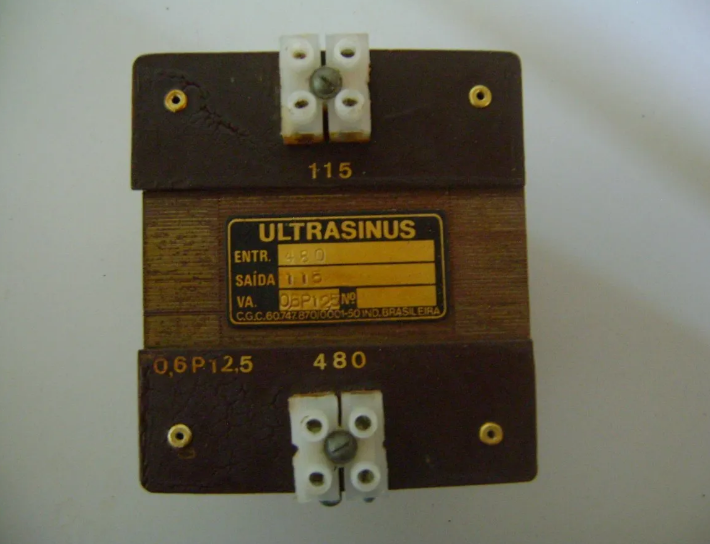 115
ULTRASINUS
ENTR. 480
SAÍDA 115
VA. 0,6P12,5 Nº
C.G.C. 60.747.870/0001-50 IND. BRASILEIRA
0,6P12,5 480